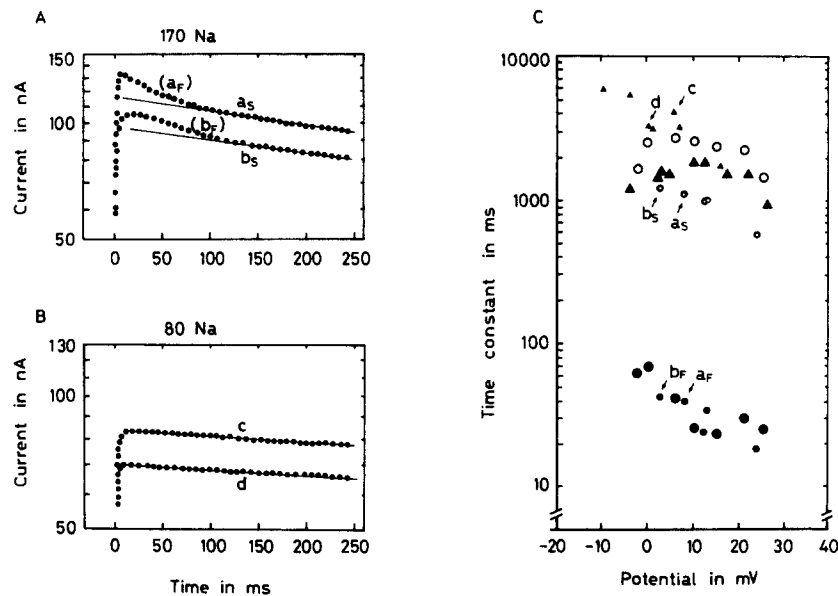 A
170 Na
Current in nA
150
100
50
(aF)
aS
(bF)
bS
0 50 100 150 200 250
B
80 Na
Current in nA
130
100
50
c
d
0 50 100 150 200 250
Time in ms
C
Time constant in ms
10000
1000
100
10
d
c
bS
aS
bF
aF
-20 -10 0 10 20 30 40
Potential in mV